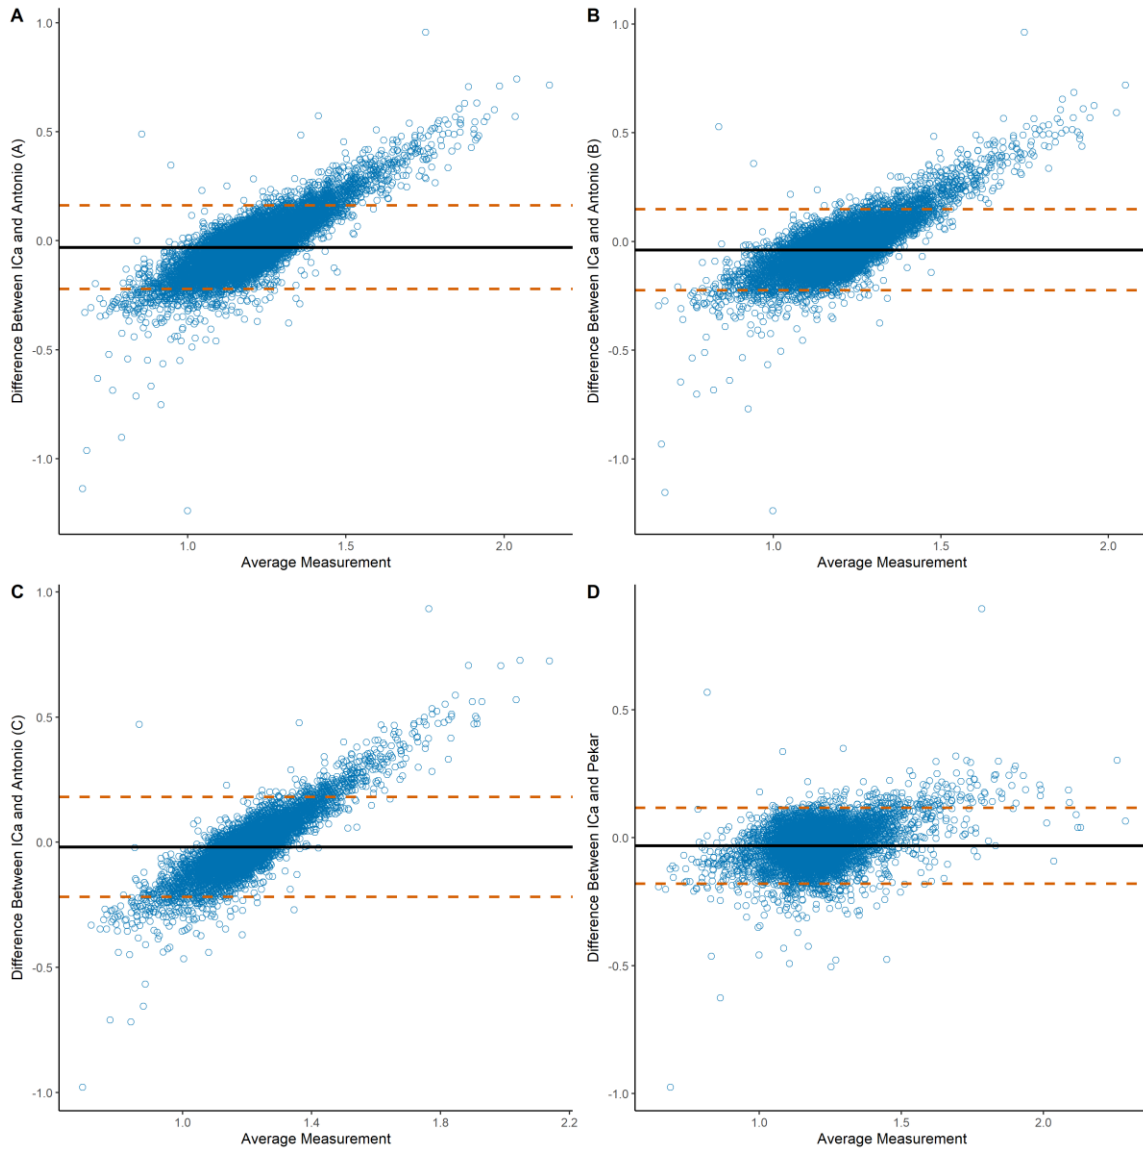 A
Difference Between ICa and Antonio (A)
1.0
0.5
0.0
-0.5
-1.0
1.0 1.5 2.0
Average Measurement
B
Difference Between ICa and Antonio (B)
1.0
0.5
0.0
-0.5
-1.0
1.0 1.5 2.0
Average Measurement
C
Difference Between ICa and Antonio (C)
1.0
0.5
0.0
-0.5
-1.0
1.0 1.4 1.8 2.2
Average Measurement
D
Difference Between ICa and Pekar
0.5
0.0
-0.5
-1.0
1.0 1.5 2.0
Average Measurement